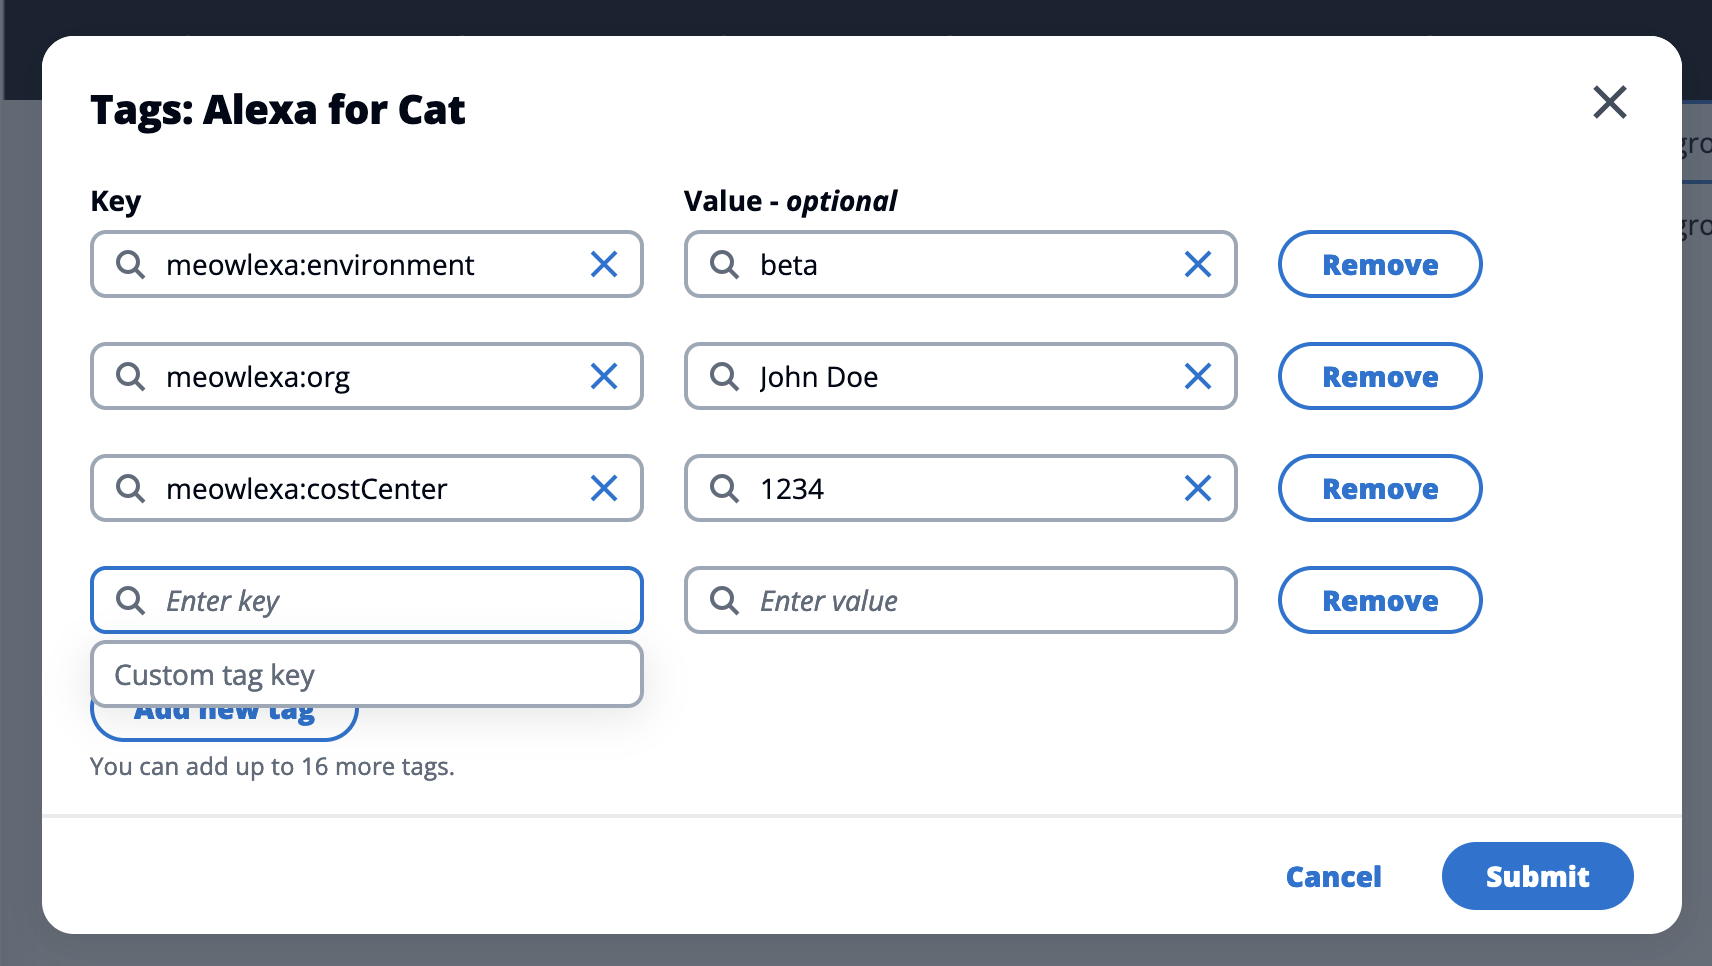 Tags: Alexa for Cat
Key Value - optional
meowlexa:environment beta Remove
meowlexa:org John Doe Remove
meowlexa:costCenter 1234 Remove
Enter key Enter value Remove
Custom tag key
Add new tag
You can add up to 16 more tags.
Cancel Submit